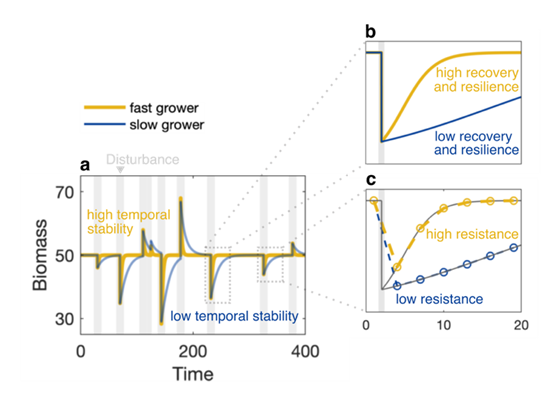 fast grower
slow grower
a
Disturbance
70
50
30
Biomass
high temporal
stability
low temporal stability
0
200
400
Time
b
high recovery
and resilience
low recovery
and resilience
c
high resistance
low resistance
0
10
20